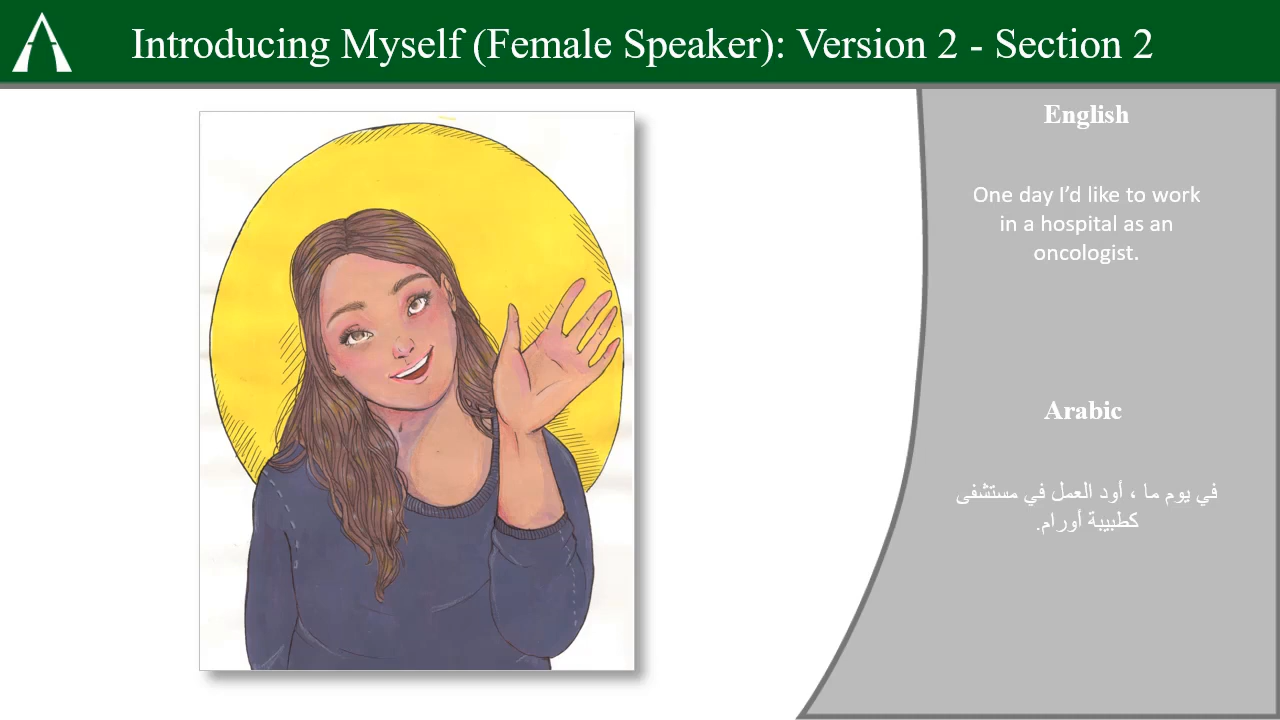 Introducing Myself (Female Speaker): Version 2 - Section 2
English
One day I’d like to work
in a hospital as an
oncologist.
Arabic
في يوم ما ، أود العمل في مستشفى
كطبيبة أورام.